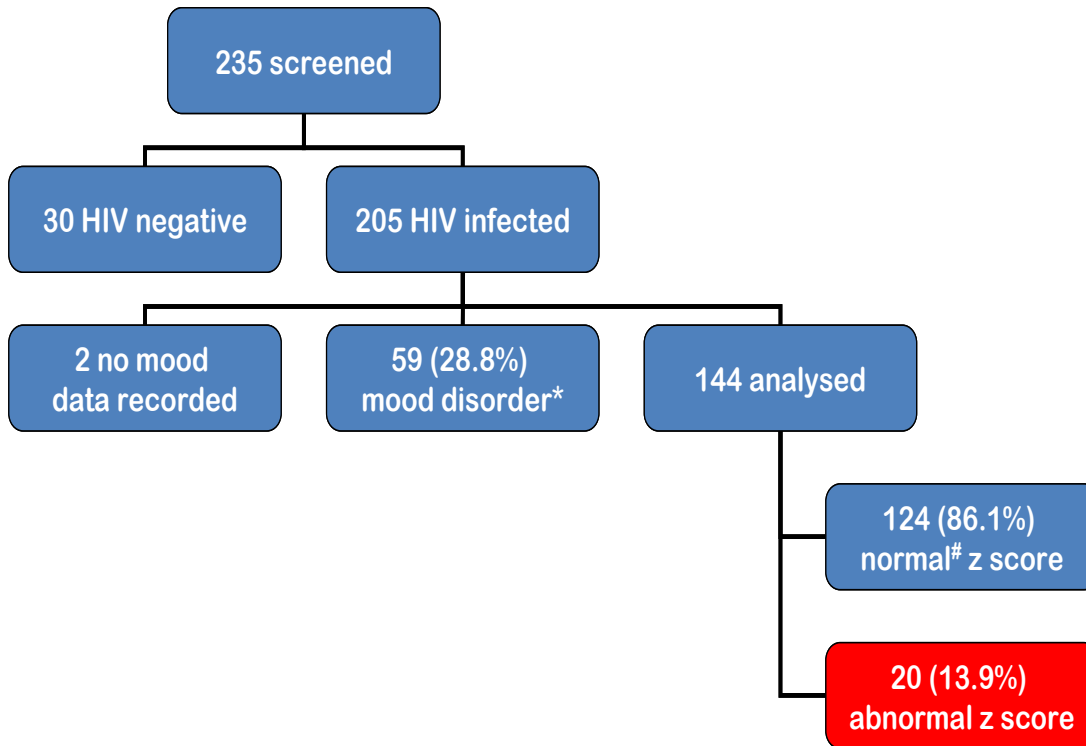 235 screened
30 HIV negative
205 HIV infected
2 no mood
data recorded
59 (28.8%)
mood disorder*
144 analysed
124 (86.1%)
normal# z score
20 (13.9%)
abnormal z score